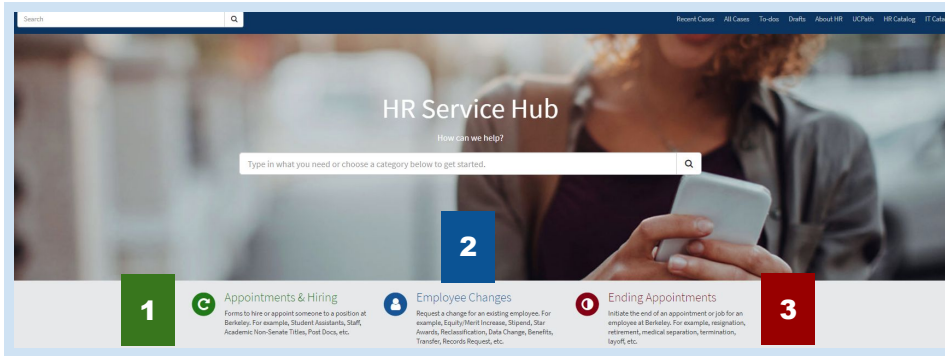 Search
Recent Cases All Cases To-dos Drafts About HR UCPath HR Catalog IT Cata
HR Service Hub
How can we help?
Type in what you need or choose a category below to get started.
2
1
Appointments & Hiring
Forms to hire or appoint someone to a position at
Berkeley. For example, Student Assistants, Staff,
Academic Non-Senate Titles, Post Docs, etc.
Employee Changes
Request a change for an existing employee. For
example, Equity/Merit Increase, Stipend, Star
Awards, Reclassification, Data Change, Benefits,
Transfer, Records Request, etc.
Ending Appointments
Initiate the end of an appointment or job for an
employee at Berkeley. For example, resignation,
retirement, medical separation, termination,
layoff, etc.
3